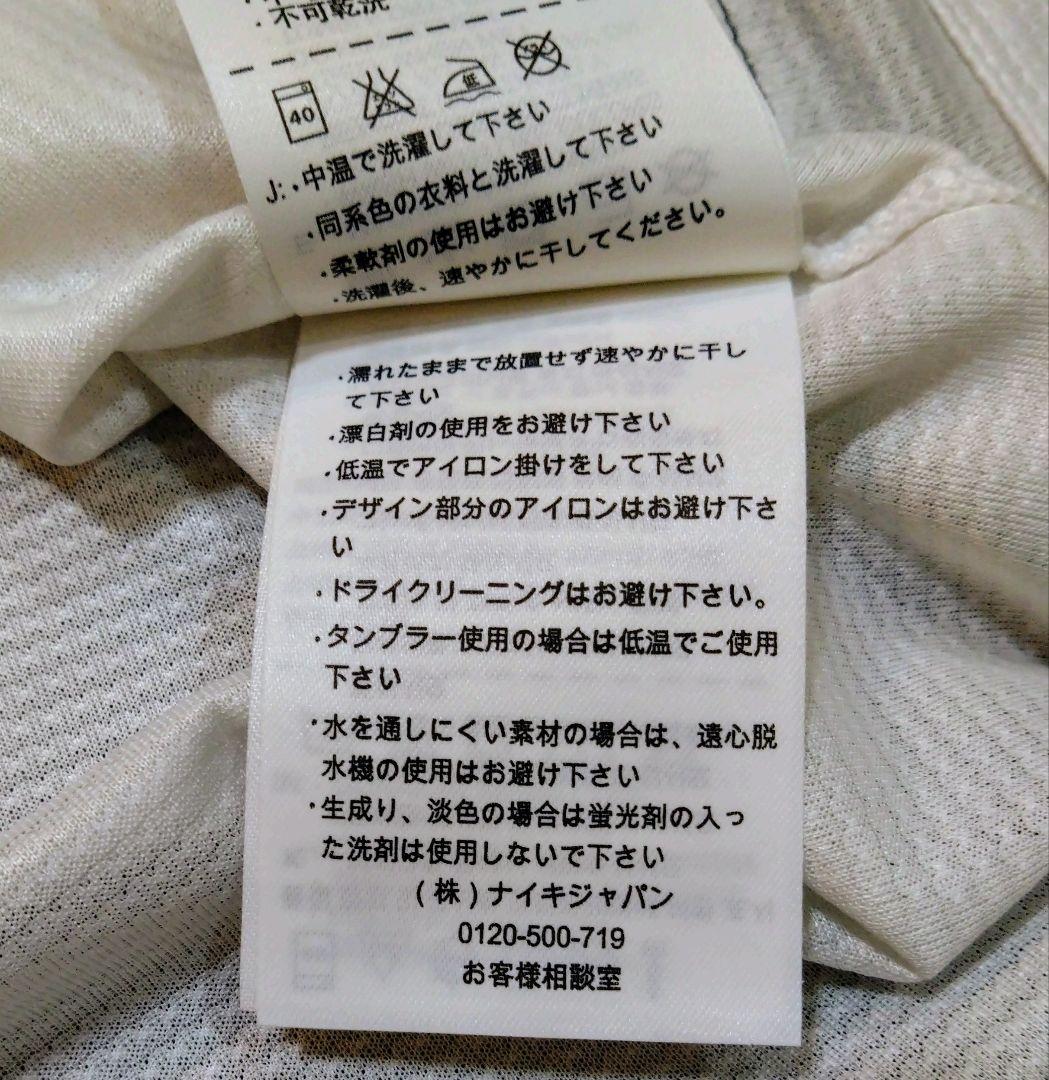 ・不可乾洗
40 低
J:・中温で洗濯して下さい
・同系色の衣料と洗濯して下さい
・柔軟剤の使用はお避け下さい
・洗濯後、速やかに干してください。
・濡れたままで放置せず速やかに干し
て下さい
・漂白剤の使用をお避け下さい
・低温でアイロン掛けをして下さい
・デザイン部分のアイロンはお避け下さ
い
・ドライクリーニングはお避け下さい。
・タンブラー使用の場合は低温でご使用
下さい
・水を通しにくい素材の場合は、遠心脱
水機の使用はお避け下さい
・生成り、淡色の場合は蛍光剤の入っ
た洗剤は使用しないで下さい
(株)ナイキジャパン
0120-500-719
お客様相談室